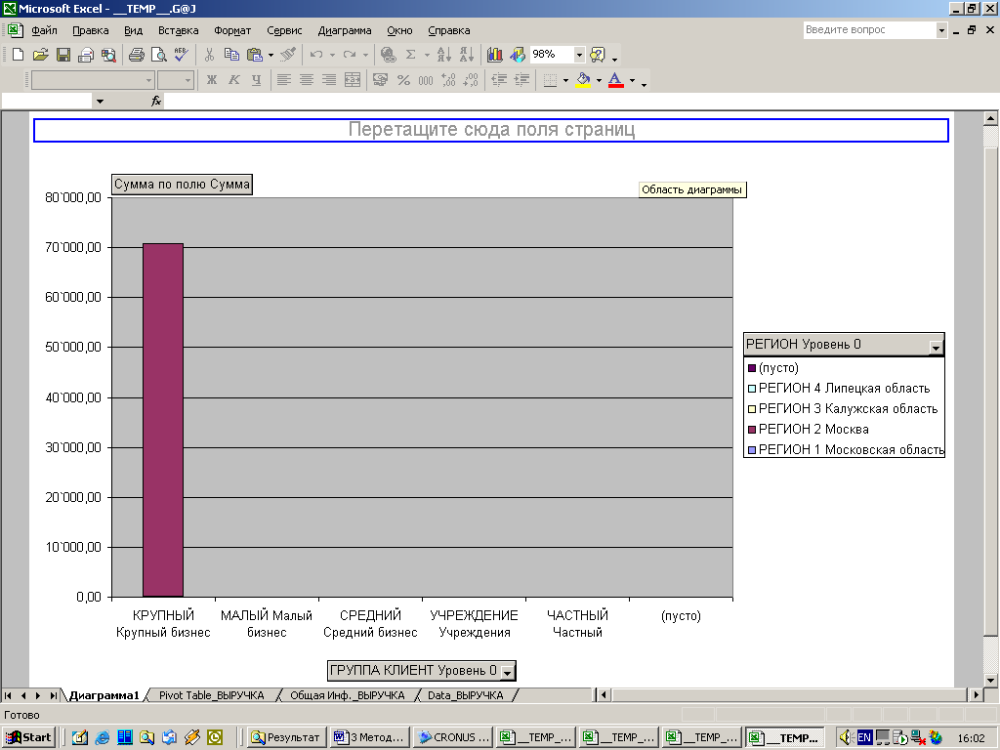 Microsoft Excel - __TEMP__.G@J
Файл Правка Вид Вставка Формат Сервис Диаграмма Окно Справка
Введите вопрос
98%
Ж К Ч
000
fx
Перетащите сюда поля страниц
Сумма по полю Сумма
Область диаграммы
80`000,00
70`000,00
60`000,00
50`000,00
40`000,00
30`000,00
20`000,00
10`000,00
0,00
РЕГИОН Уровень 0
(пусто)
РЕГИОН 4 Липецкая область
РЕГИОН 3 Калужская область
РЕГИОН 2 Москва
РЕГИОН 1 Московская область
КРУПНЫЙ Крупный бизнес
МАЛЫЙ Малый бизнес
СРЕДНИЙ Средний бизнес
УЧРЕЖДЕНИЕ Учреждения
ЧАСТНЫЙ Частный
(пусто)
ГРУППА КЛИЕНТ Уровень 0
Диаграмма1 Pivot Table_ВЫРУЧКА Общая Инф._ВЫРУЧКА Data_ВЫРУЧКА
Готово
Start Результат 3 Метод... CRONUS ... __TEMP_... __TEMP_... __TEMP_... __TEMP... EN 16:02